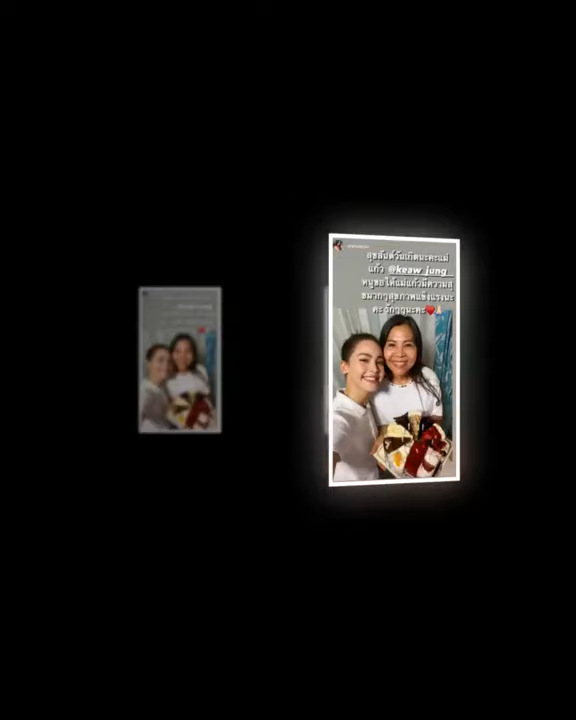 สุขสันต์วันเกิดนะคะแม่
แก้ว @keaw_jung_
หนูขอให้แม่แก้วมีความสุ
ขมากๆสุขภาพแข็งแรงนะ
คะรักๆๆนะคะ❤️🙏🏻